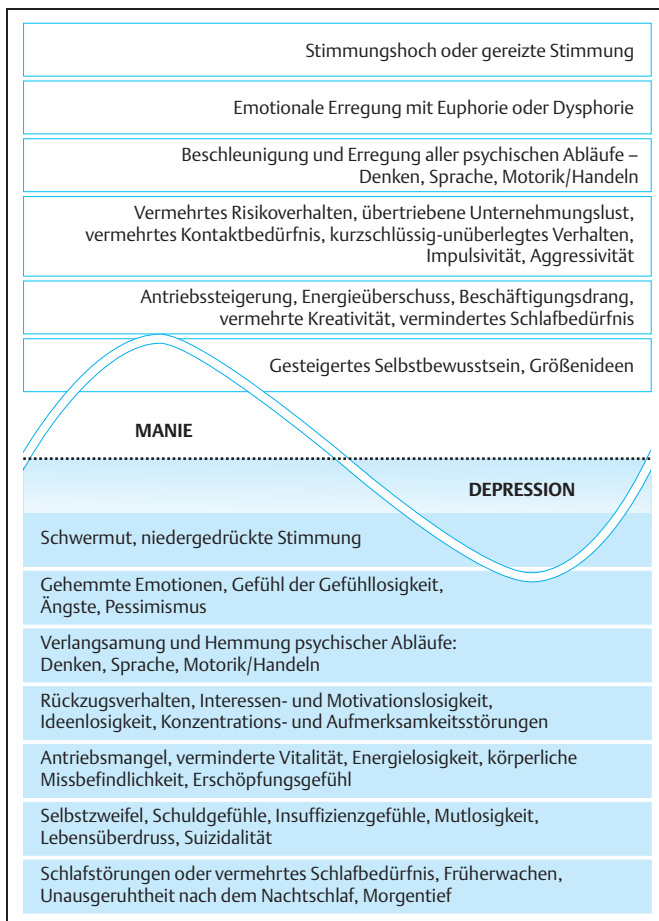 Stimmungshoch oder gereizte Stimmung
Emotionale Erregung mit Euphorie oder Dysphorie
Beschleunigung und Erregung aller psychischen Abläufe –
Denken, Sprache, Motorik/Handeln
Vermehrtes Risikoverhalten, übertriebene Unternehmungslust,
vermehrtes Kontaktbedürfnis, kurzschlüssig-unüberlegtes Verhalten,
Impulsivität, Aggressivität
Antriebssteigerung, Energieüberschuss, Beschäftigungsdrang,
vermehrte Kreativität, vermindertes Schlafbedürfnis
Gesteigertes Selbstbewusstsein, Größenideen
MANIE
DEPRESSION
Schwermut, niedergedrückte Stimmung
Gehemmte Emotionen, Gefühl der Gefühllosigkeit,
Ängste, Pessimismus
Verlangsamung und Hemmung psychischer Abläufe:
Denken, Sprache, Motorik/Handeln
Rückzugsverhalten, Interessen- und Motivationslosigkeit,
Ideenlosigkeit, Konzentrations- und Aufmerksamkeitsstörungen
Antriebsmangel, verminderte Vitalität, Energielosigkeit, körperliche
Missbefindlichkeit, Erschöpfungsgefühl
Selbstzweifel, Schuldgefühle, Insuffizienzgefühle, Mutlosigkeit,
Lebensüberdruss, Suizidalität
Schlafstörungen oder vermehrtes Schlafbedürfnis, Früherwachen,
Unausgeruhtheit nach dem Nachtschlaf, Morgentief